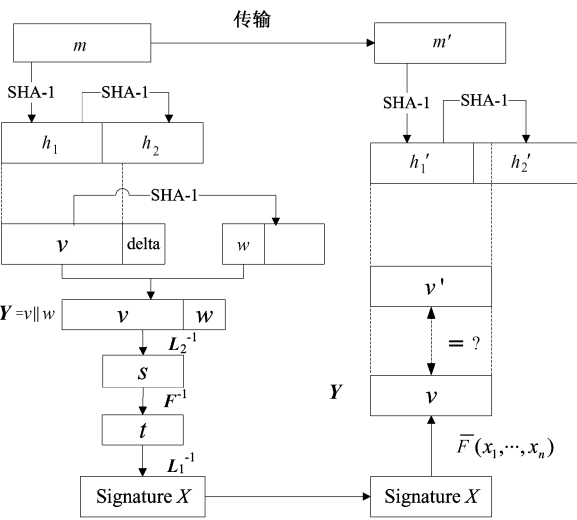 传输
m
m′
SHA-1
SHA-1
SHA-1
SHA-1
h₁
h₂
h₁′
h₂′
SHA-1
v
delta
w
v'
Y =v|| w
v
w
L₂⁻¹
= ?
s
Y
v
F⁻¹
t
F̅(x₁,⋯,xₙ)
L₁⁻¹
Signature X
Signature X